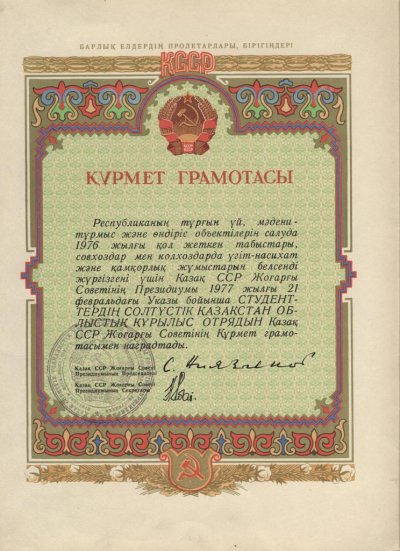 БАРЛЫҚ ЕЛДЕРДІҢ ПРОЛЕТАРЛАРЫ, БІРІГІҢДЕР!
ҚССР
ҚҰРМЕТ ГРАМОТАСЫ
Республиканың тұрғын үй, мәдени-
тұрмыс және өндіріс объектілерін салуда
1976 жылғы қол жеткен табыстары,
совхоздар мен колхоздарда үгіт-насихат
және қамқорлық жұмыстарын белсенді
жүргізгені үшін Қазақ ССР Жоғарғы
Советінің Президиумы 1977 жылғы 21
февральдағы Указы бойынша СТУДЕНТ-
ТЕРДІҢ СОЛТҮСТІК ҚАЗАҚСТАН ОБ-
ЛЫСТЫҚ ҚҰРЫЛЫС ОТРЯДЫН Қазақ
ССР Жоғарғы Советінің Құрмет грамо-
тасымен наградтады.
Қазақ ССР Жоғарғы Советі
Президиумының Председателі
Қазақ ССР Жоғарғы Советі
Президиумының Секретары